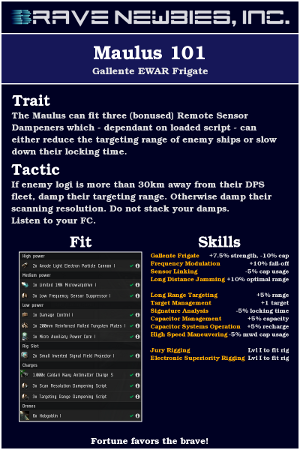 BRAVE NEWBIES, INC.
Maulus 101
Gallente EWAR Frigate
Trait
The Maulus can fit three (bonused) Remote Sensor
Dampeners which - dependant on loaded script - can
either reduce the targeting range of enemy ships or slow
down their locking time.
Tactic
If enemy logi is more than 30km away from their DPS
fleet, damp their targeting range. Otherwise damp their
scanning resolution. Do not stack your damps.
Listen to your FC.
Fit
High power
2x Anode Light Electron Particle Cannon I
Medium power
1x Limited 1MN Microwarpdrive I
3x Low Frequency Sensor Suppressor I
Low power
1x Damage Control I
1x 200mm Reinforced Rolled Tungsten Plates I
1x Micro Auxiliary Power Core I
Rig Slot
2x Small Inverted Signal Field Projector I
Charges
1000x Caldari Navy Antimatter Charge S
3x Scan Resolution Dampening Script
3x Targeting Range Dampening Script
Drones
3x Hobgoblin I
Skills
Gallente Frigate +7.5% strength, -10% cap
Frequency Modulation +10% fall-off
Sensor Linking -5% cap usage
Long Distance Jamming +10% optimal range
Long Range Targeting +5% range
Target Management +1 target
Signature Analysis -5% locking time
Capacitor Management +5% capacity
Capacitor Systems Operation +5% recharge
High Speed Maneuvering -5% mwd cap usage
Jury Rigging Lvl I to fit rig
Electronic Superiority Rigging Lvl I to fit rig
Fortune favors the brave!